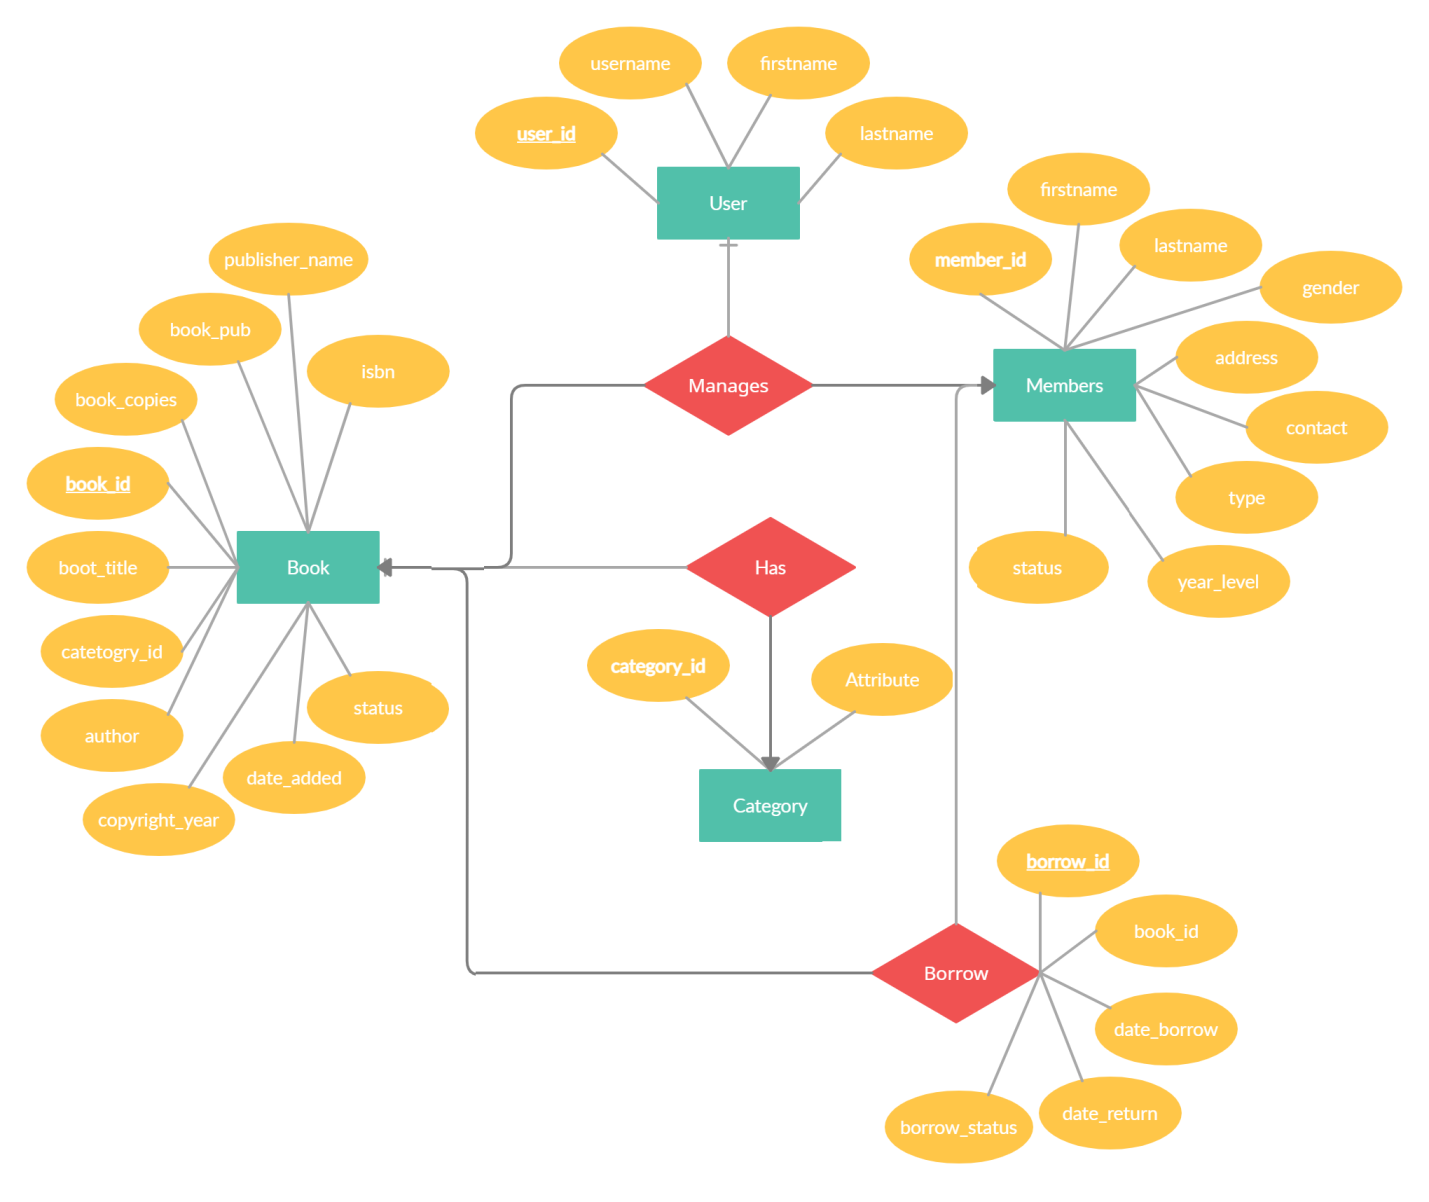 username
firstname
user_id
lastname
User
firstname
member_id
lastname
gender
publisher_name
book_pub
isbn
address
Manages
Members
book_copies
contact
book_id
type
Book
boot_title
Has
status
year_level
catetogry_id
category_id
Attribute
status
author
date_added
copyright_year
Category
borrow_id
book_id
Borrow
date_borrow
date_return
borrow_status